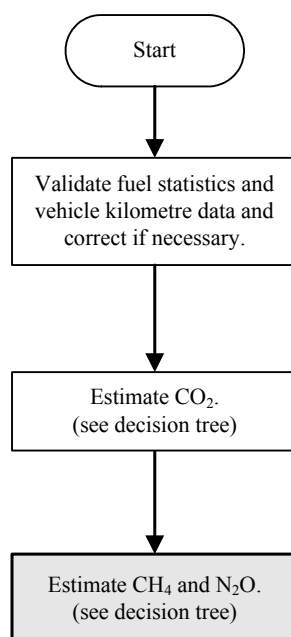 Start
Validate fuel statistics and
vehicle kilometre data and
correct if necessary.
Estimate CO₂.
(see decision tree)
Estimate CH₄ and N₂O.
(see decision tree)